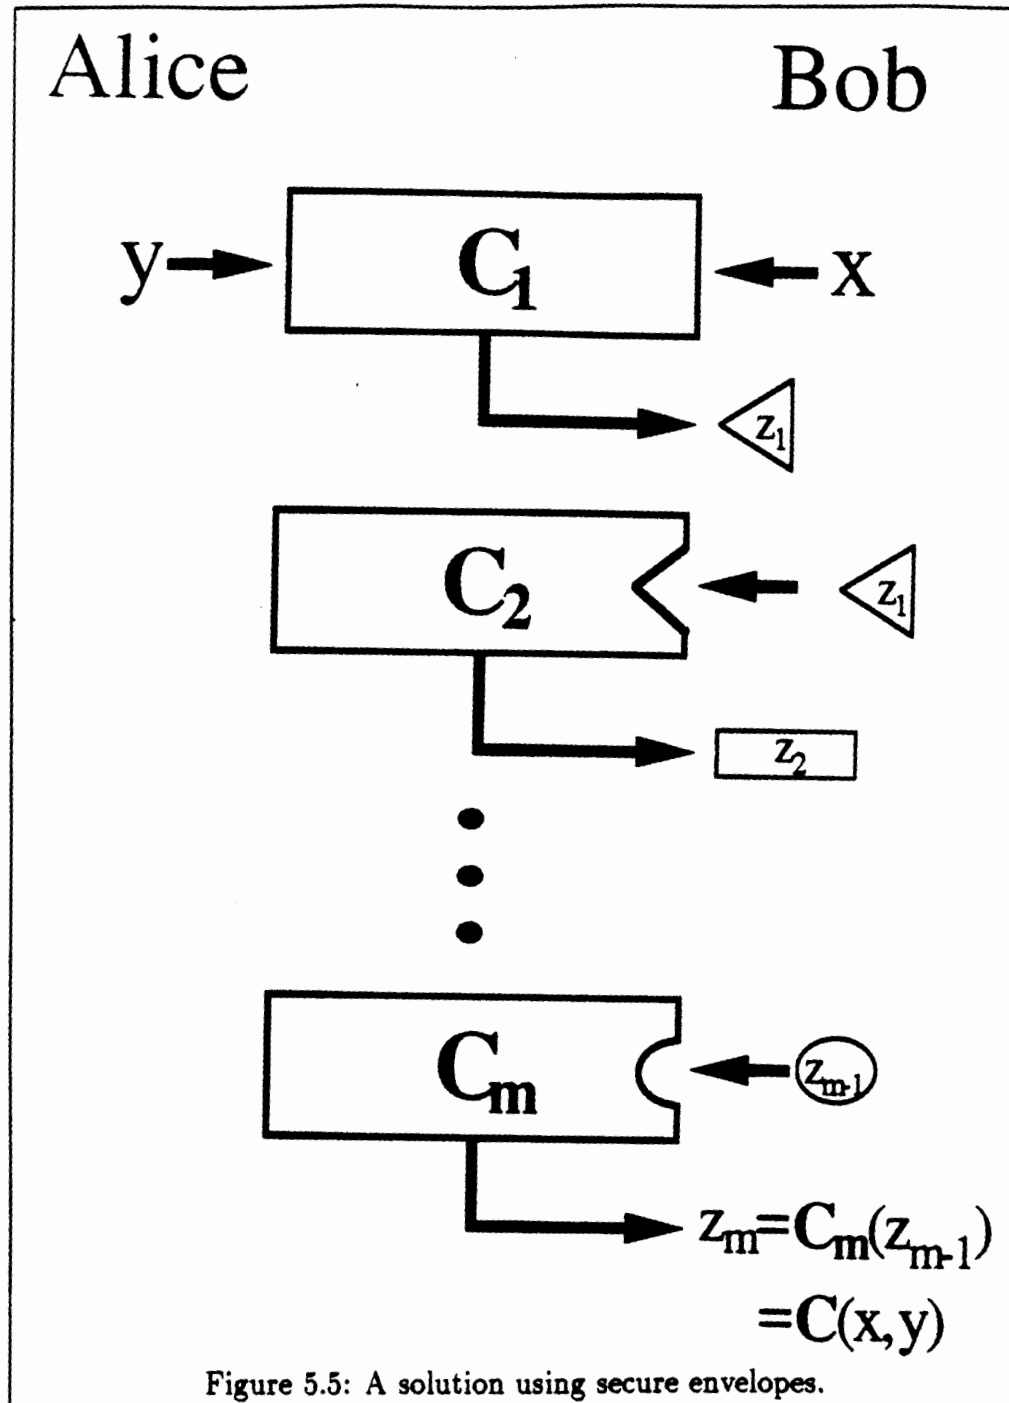 Alice Bob
y C₁ x
z₁
C₂ z₁
z₂
Cₘ zₘ₋₁
zₘ=Cₘ(zₘ₋₁)
=C(x,y)
Figure 5.5: A solution using secure envelopes.